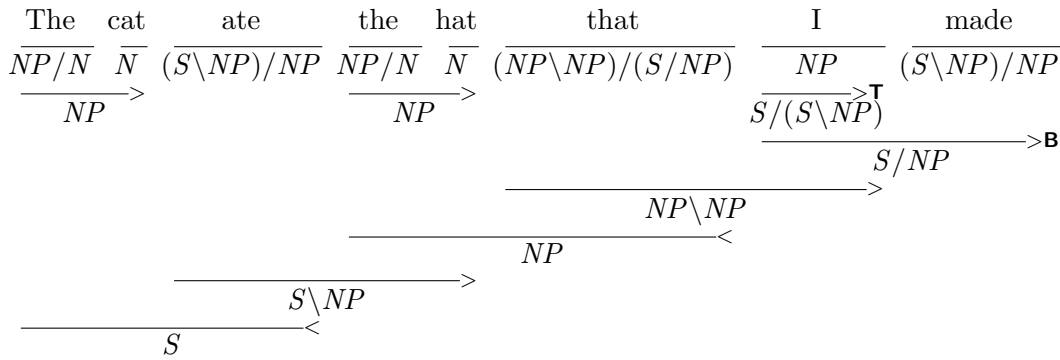 The cat ate the hat that I made
NP/N N (S\NP)/NP NP/N N (NP\NP)/(S/NP) NP (S\NP)/NP
> > >T
NP NP S/(S\NP)
>B
S/NP
>
NP\NP
<
NP
>
S\NP
<
S